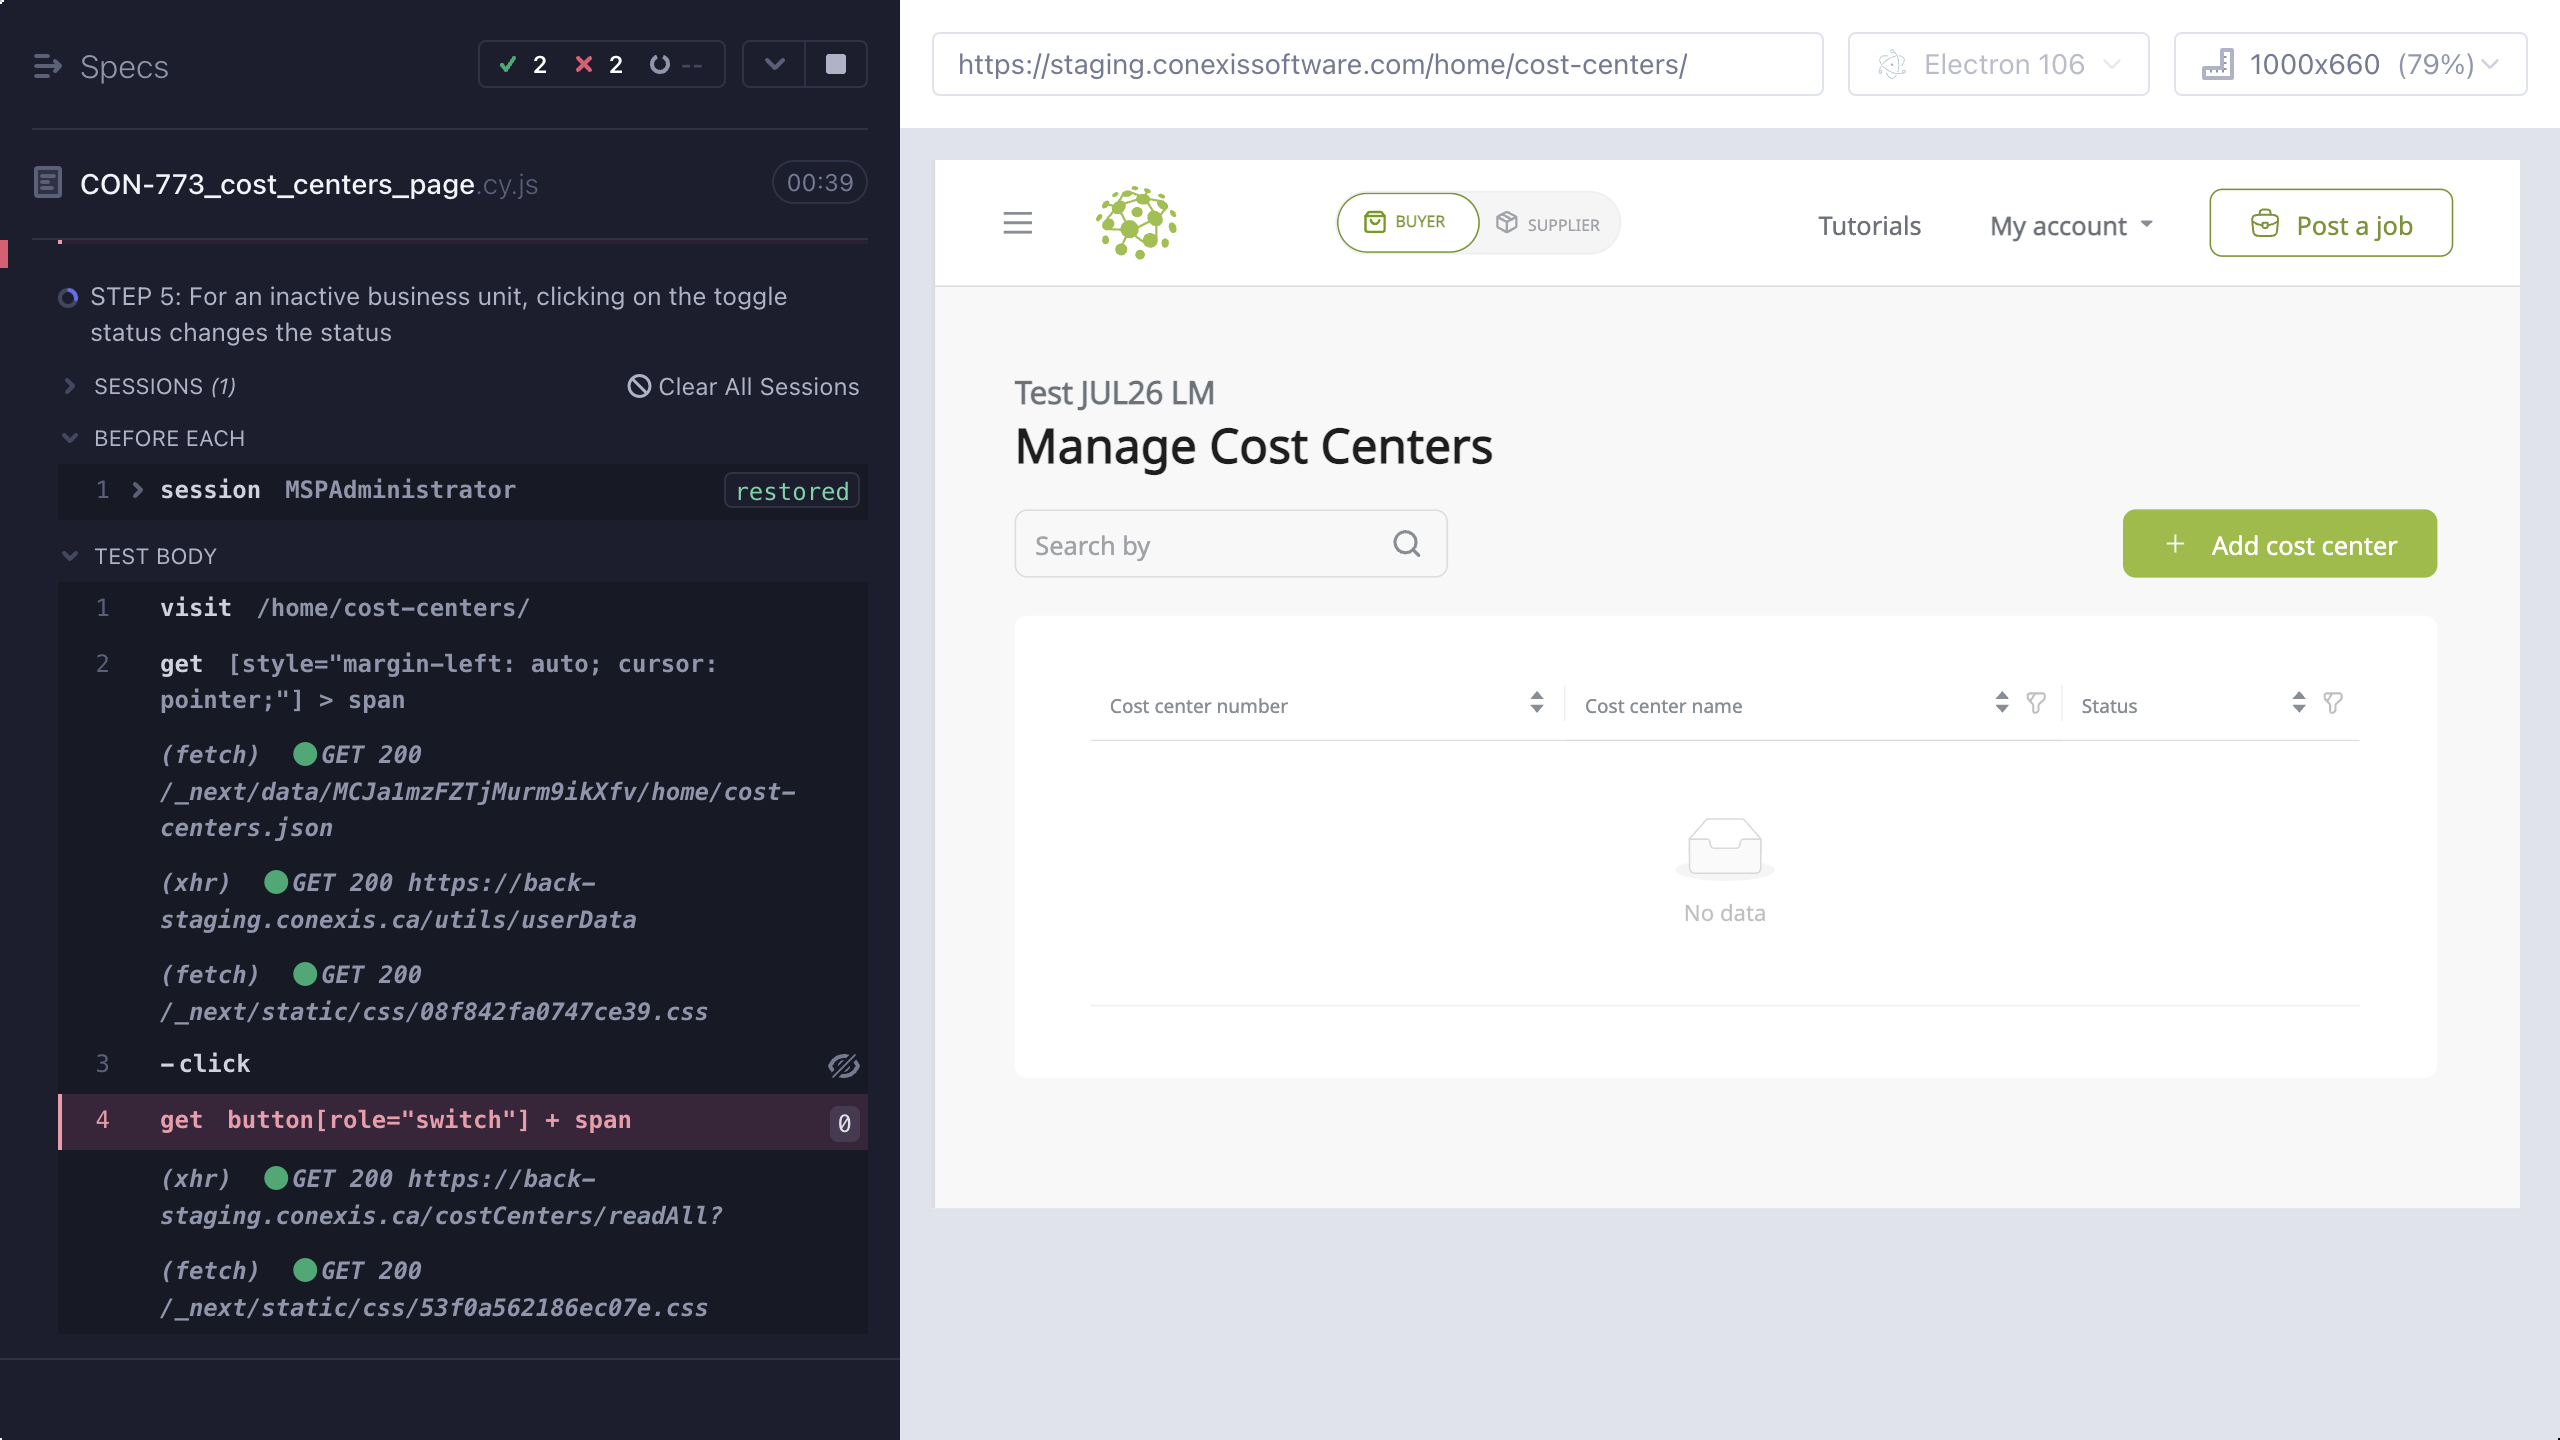 Specs
2
2
--
CON-773_cost_centers_page.cy.js
00:39
STEP 5: For an inactive business unit, clicking on the toggle
status changes the status
SESSIONS (1)
Clear All Sessions
BEFORE EACH
1 session MSPAdministrator restored
TEST BODY
1 visit /home/cost-centers/
2 get [style="margin-left: auto; cursor:
pointer;"] > span
(fetch) GET 200
/_next/data/MCJa1mzFZTjMurm9ikXfv/home/cost-
centers.json
(xhr) GET 200 https://back-
staging.conexis.ca/utils/userData
(fetch) GET 200
/_next/static/css/08f842fa0747ce39.css
3 -click
4 get button[role="switch"] + span 0
(xhr) GET 200 https://back-
staging.conexis.ca/costCenters/readAll?
(fetch) GET 200
/_next/static/css/53f0a562186ec07e.css
https://staging.conexissoftware.com/home/cost-centers/
Electron 106
1000x660 (79%)
BUYER
SUPPLIER
Tutorials
My account
Post a job
Test JUL26 LM
Manage Cost Centers
Search by
+ Add cost center
Cost center number
Cost center name
Status
No data